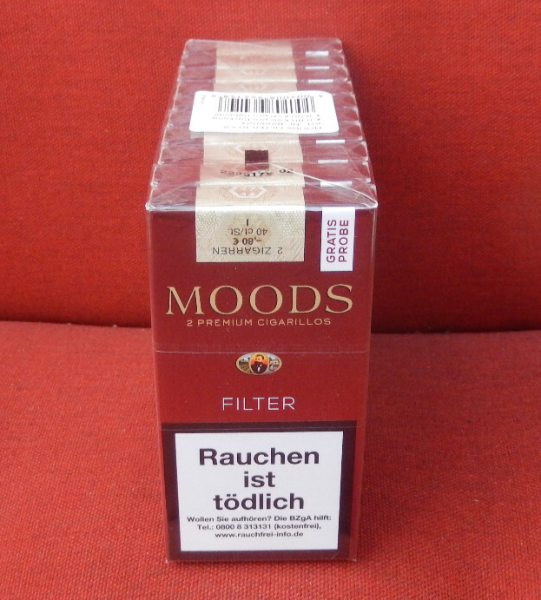 2 ZIGARREN
-,80 €
40 ct/St.
I
GRATIS
PROBE
MOODS
2 PREMIUM CIGARILLOS
FILTER
Rauchen
ist
tödlich
Wollen Sie aufhören? Die BZgA hilft:
Tel.: 0800 8 313131 (kostenfrei),
www.rauchfrei-info.de